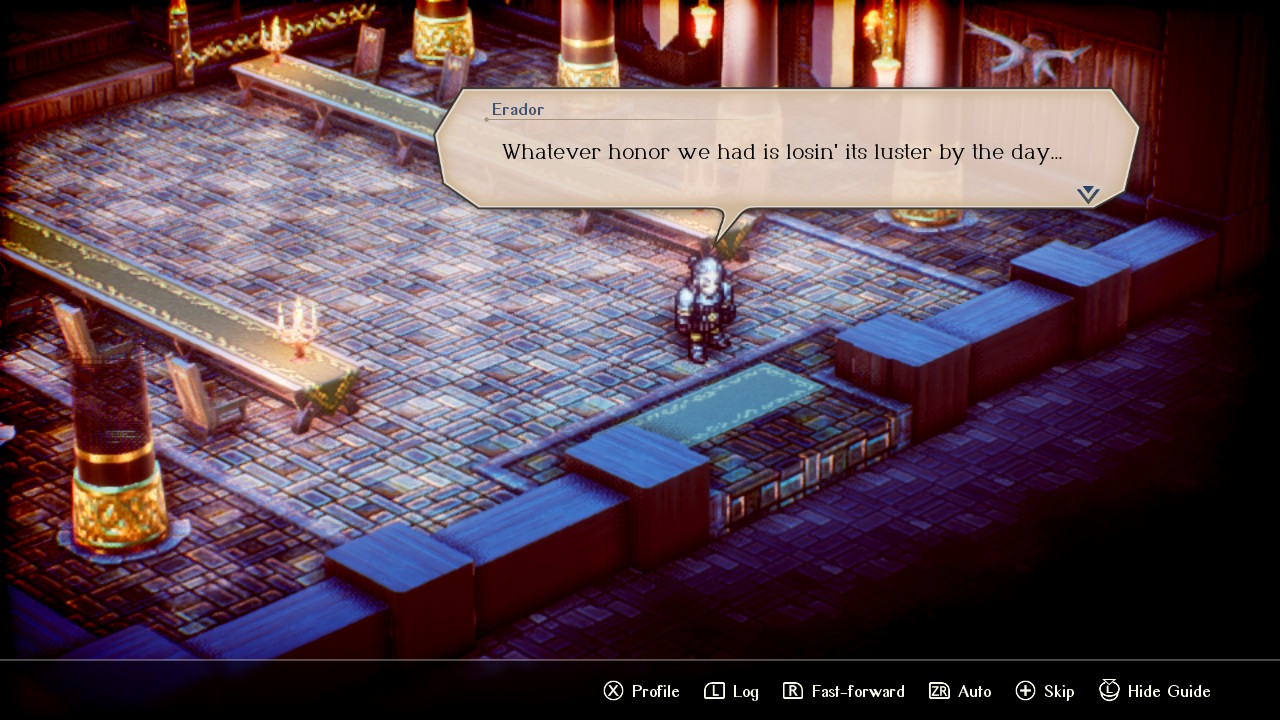 Erador
Whatever honor we had is losin' its luster by the day...
X Profile L Log R Fast-forward ZR Auto + Skip L Hide Guide